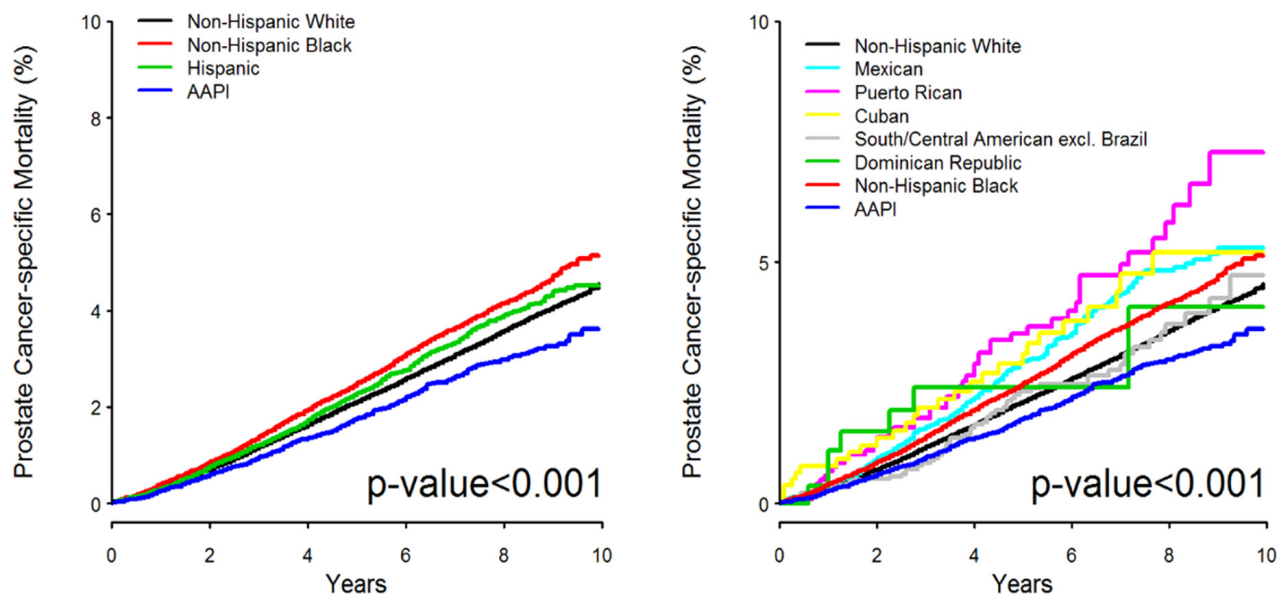 Prostate Cancer-specific Mortality (%)
10
8
6
4
2
0
Non-Hispanic White
Non-Hispanic Black
Hispanic
AAPI
p-value<0.001
0 2 4 6 8 10
Years
Prostate Cancer-specific Mortality (%)
10
5
0
Non-Hispanic White
Mexican
Puerto Rican
Cuban
South/Central American excl. Brazil
Dominican Republic
Non-Hispanic Black
AAPI
p-value<0.001
0 2 4 6 8 10
Years